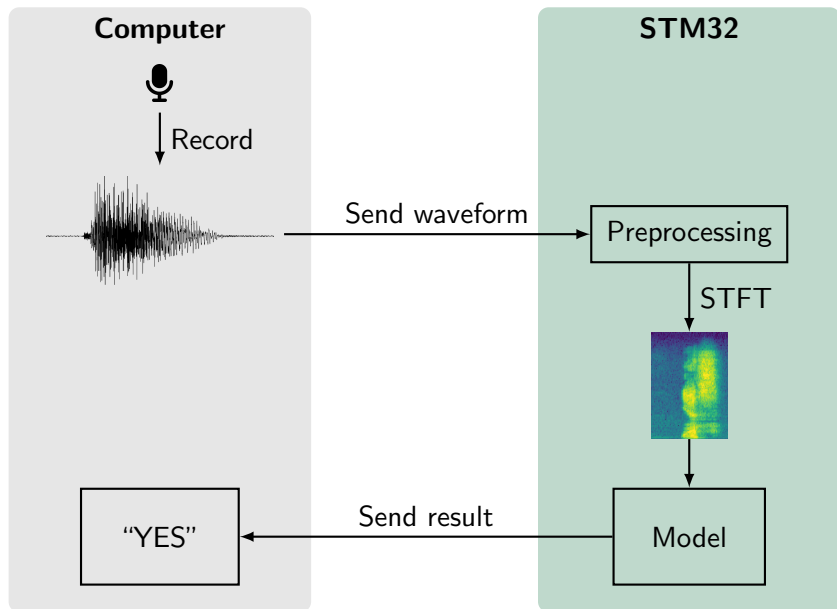 Computer
STM32
Record
Send waveform
Preprocessing
STFT
“YES”
Send result
Model